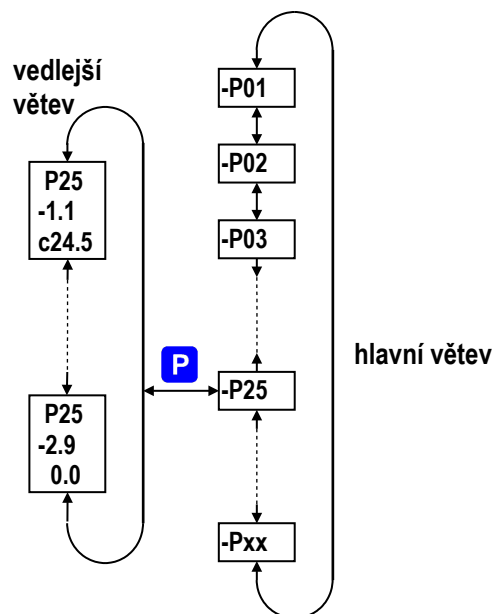 vedlejší
větev
P25
-1.1
c24.5
P25
-2.9
0.0
P
-P01
-P02
-P03
-P25
-Pxx
hlavní větev